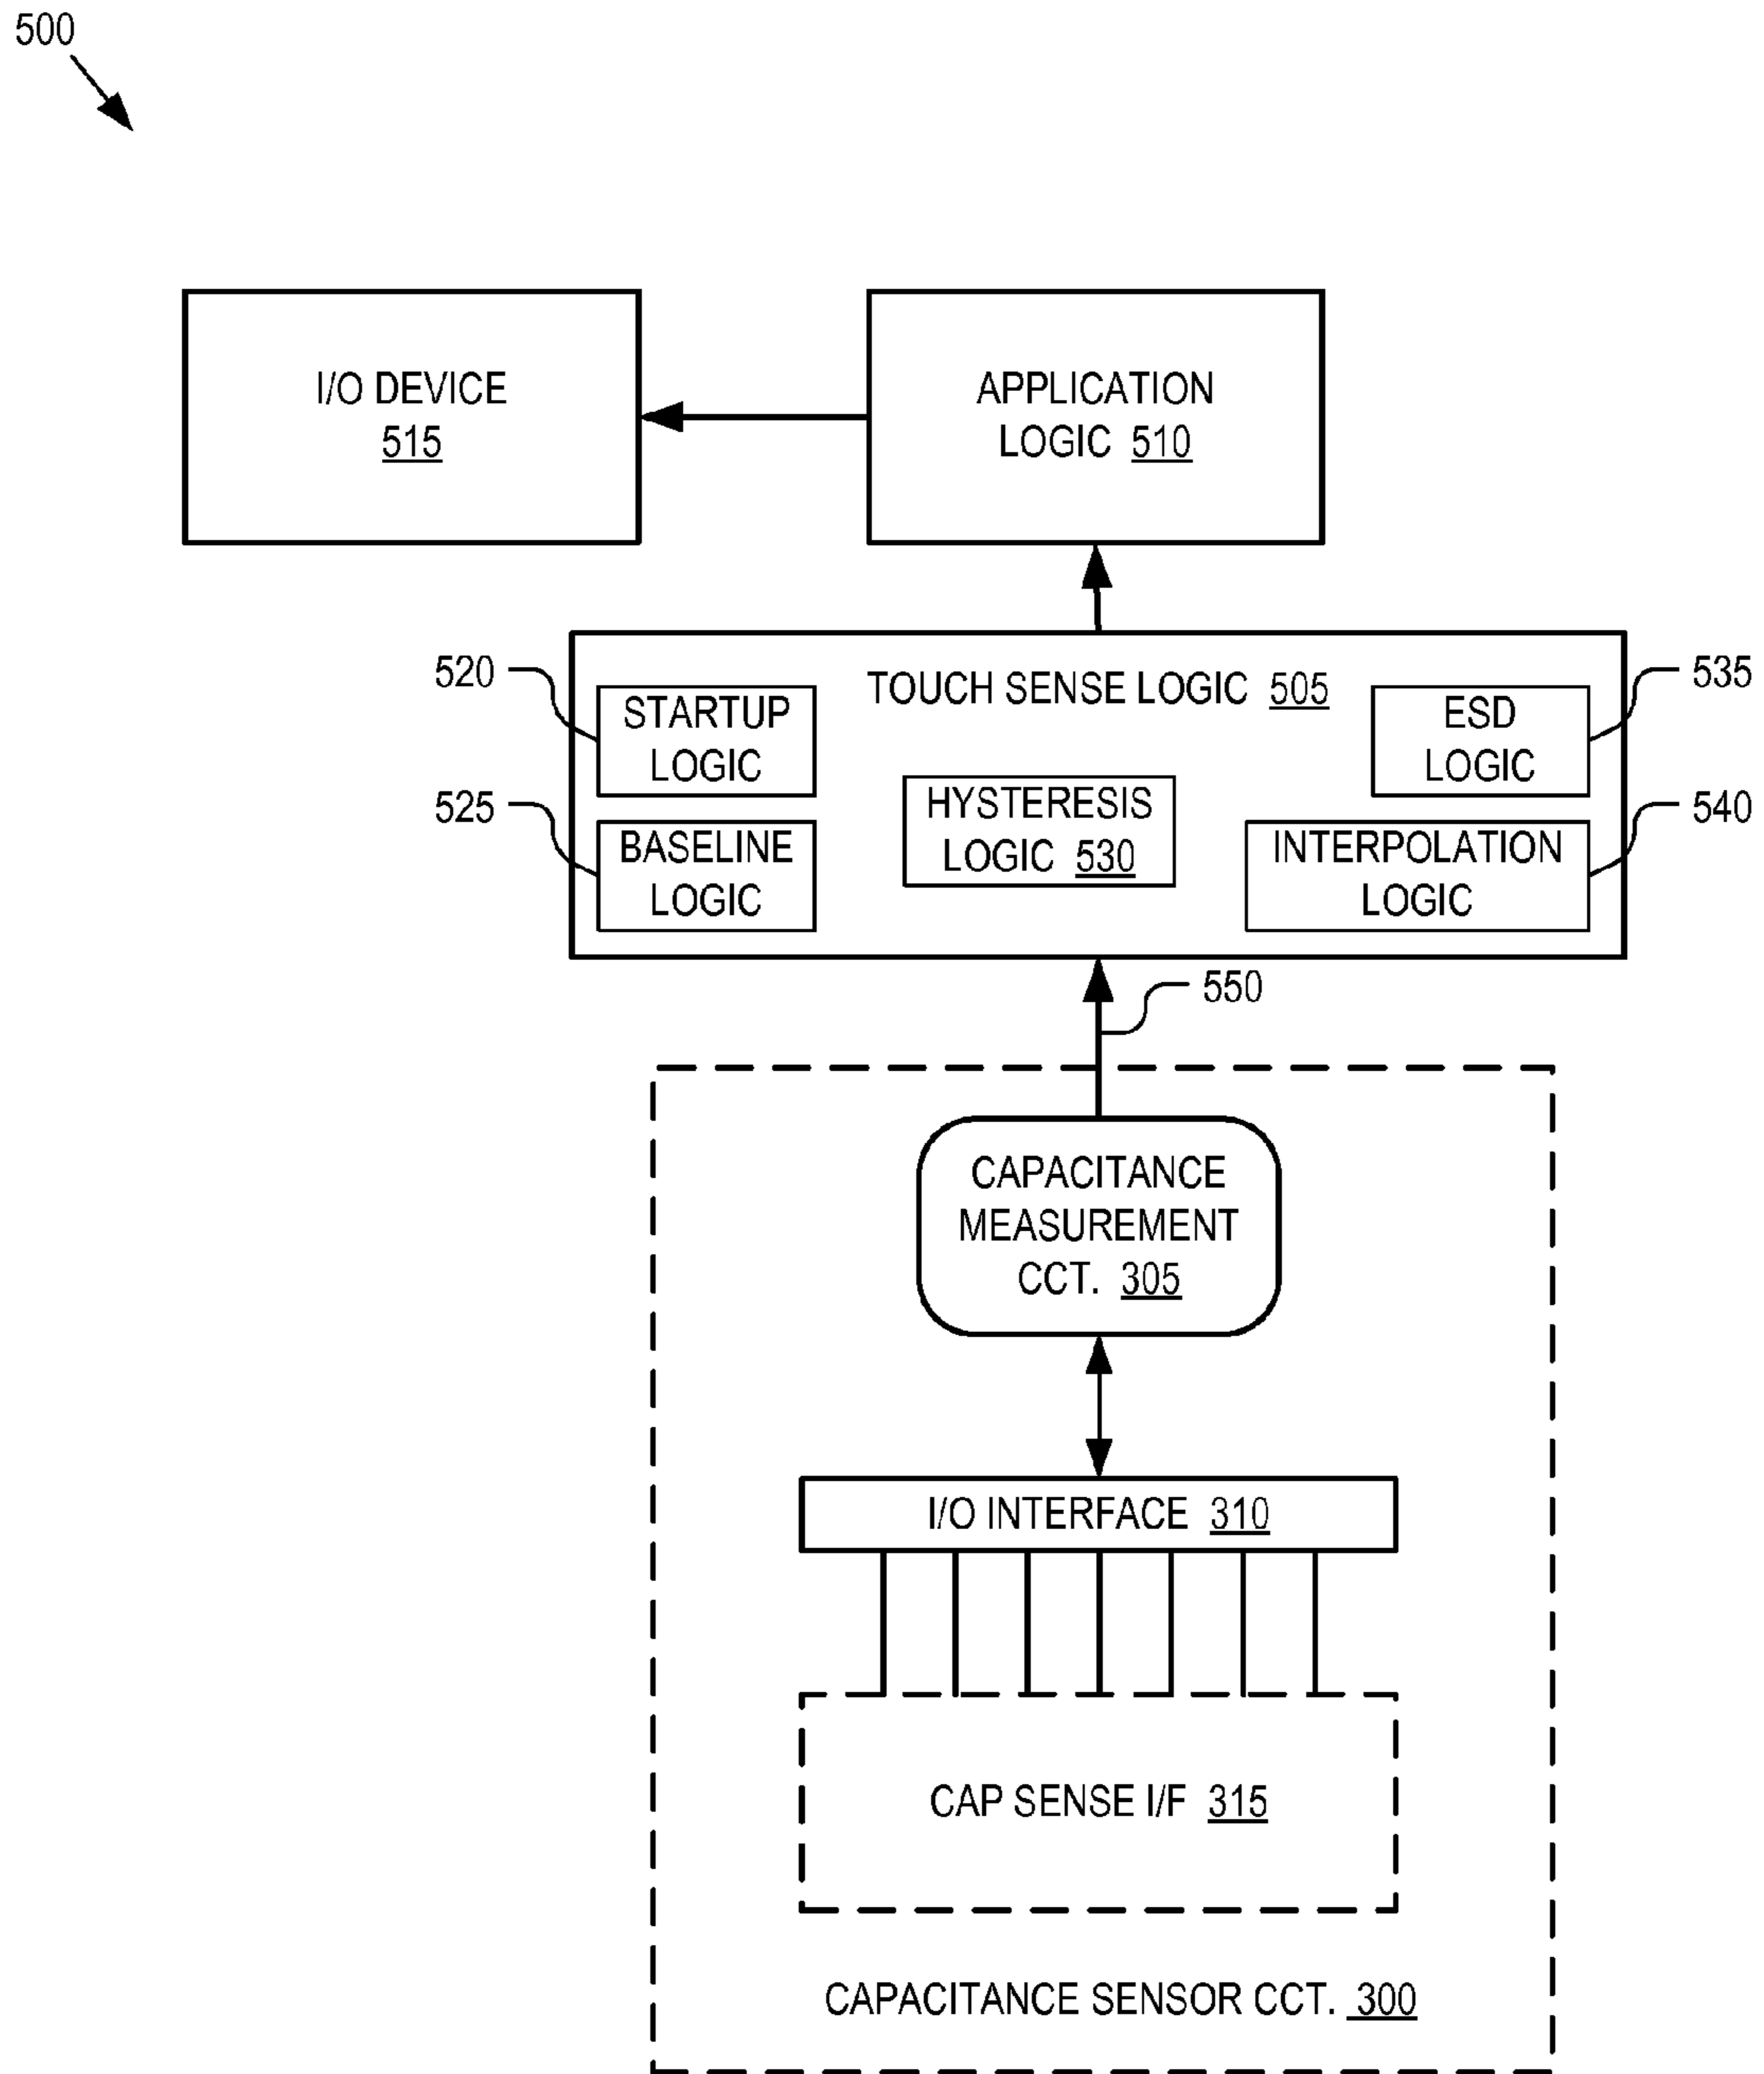 500
I/O DEVICE
515
APPLICATION
LOGIC 510
520
TOUCH SENSE LOGIC 505
535
STARTUP
LOGIC
ESD
LOGIC
525
HYSTERESIS
LOGIC 530
540
BASELINE
LOGIC
INTERPOLATION
LOGIC
550
CAPACITANCE
MEASUREMENT
CCT. 305
I/O INTERFACE 310
CAP SENSE I/F 315
CAPACITANCE SENSOR CCT. 300